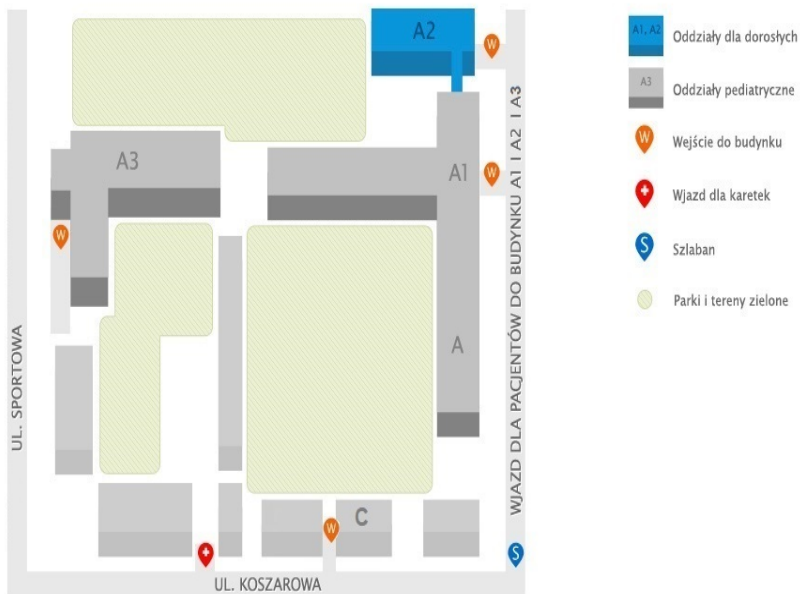 A2
W
A3
A1
W
W
A
C
W
UL. SPORTOWA
WJAZD DLA PACJENTÓW DO BUDYNKU A1 I A2 I A3
S
UL. KOSZAROWA
A1, A2
Oddziały dla dorosłych
A3
Oddziały pediatryczne
W
Wejście do budynku
Wjazd dla karetek
S
Szlaban
Parki i tereny zielone